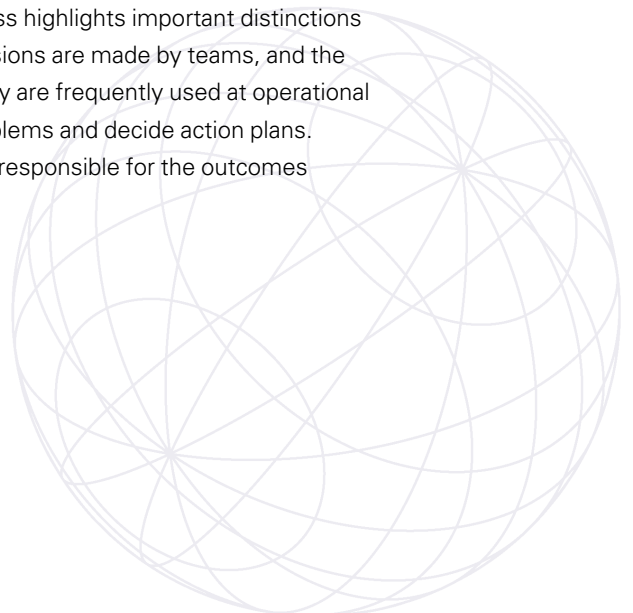 ss highlights important distinctions
sions are made by teams, and the
y are frequently used at operational
blems and decide action plans.
responsible for the outcomes